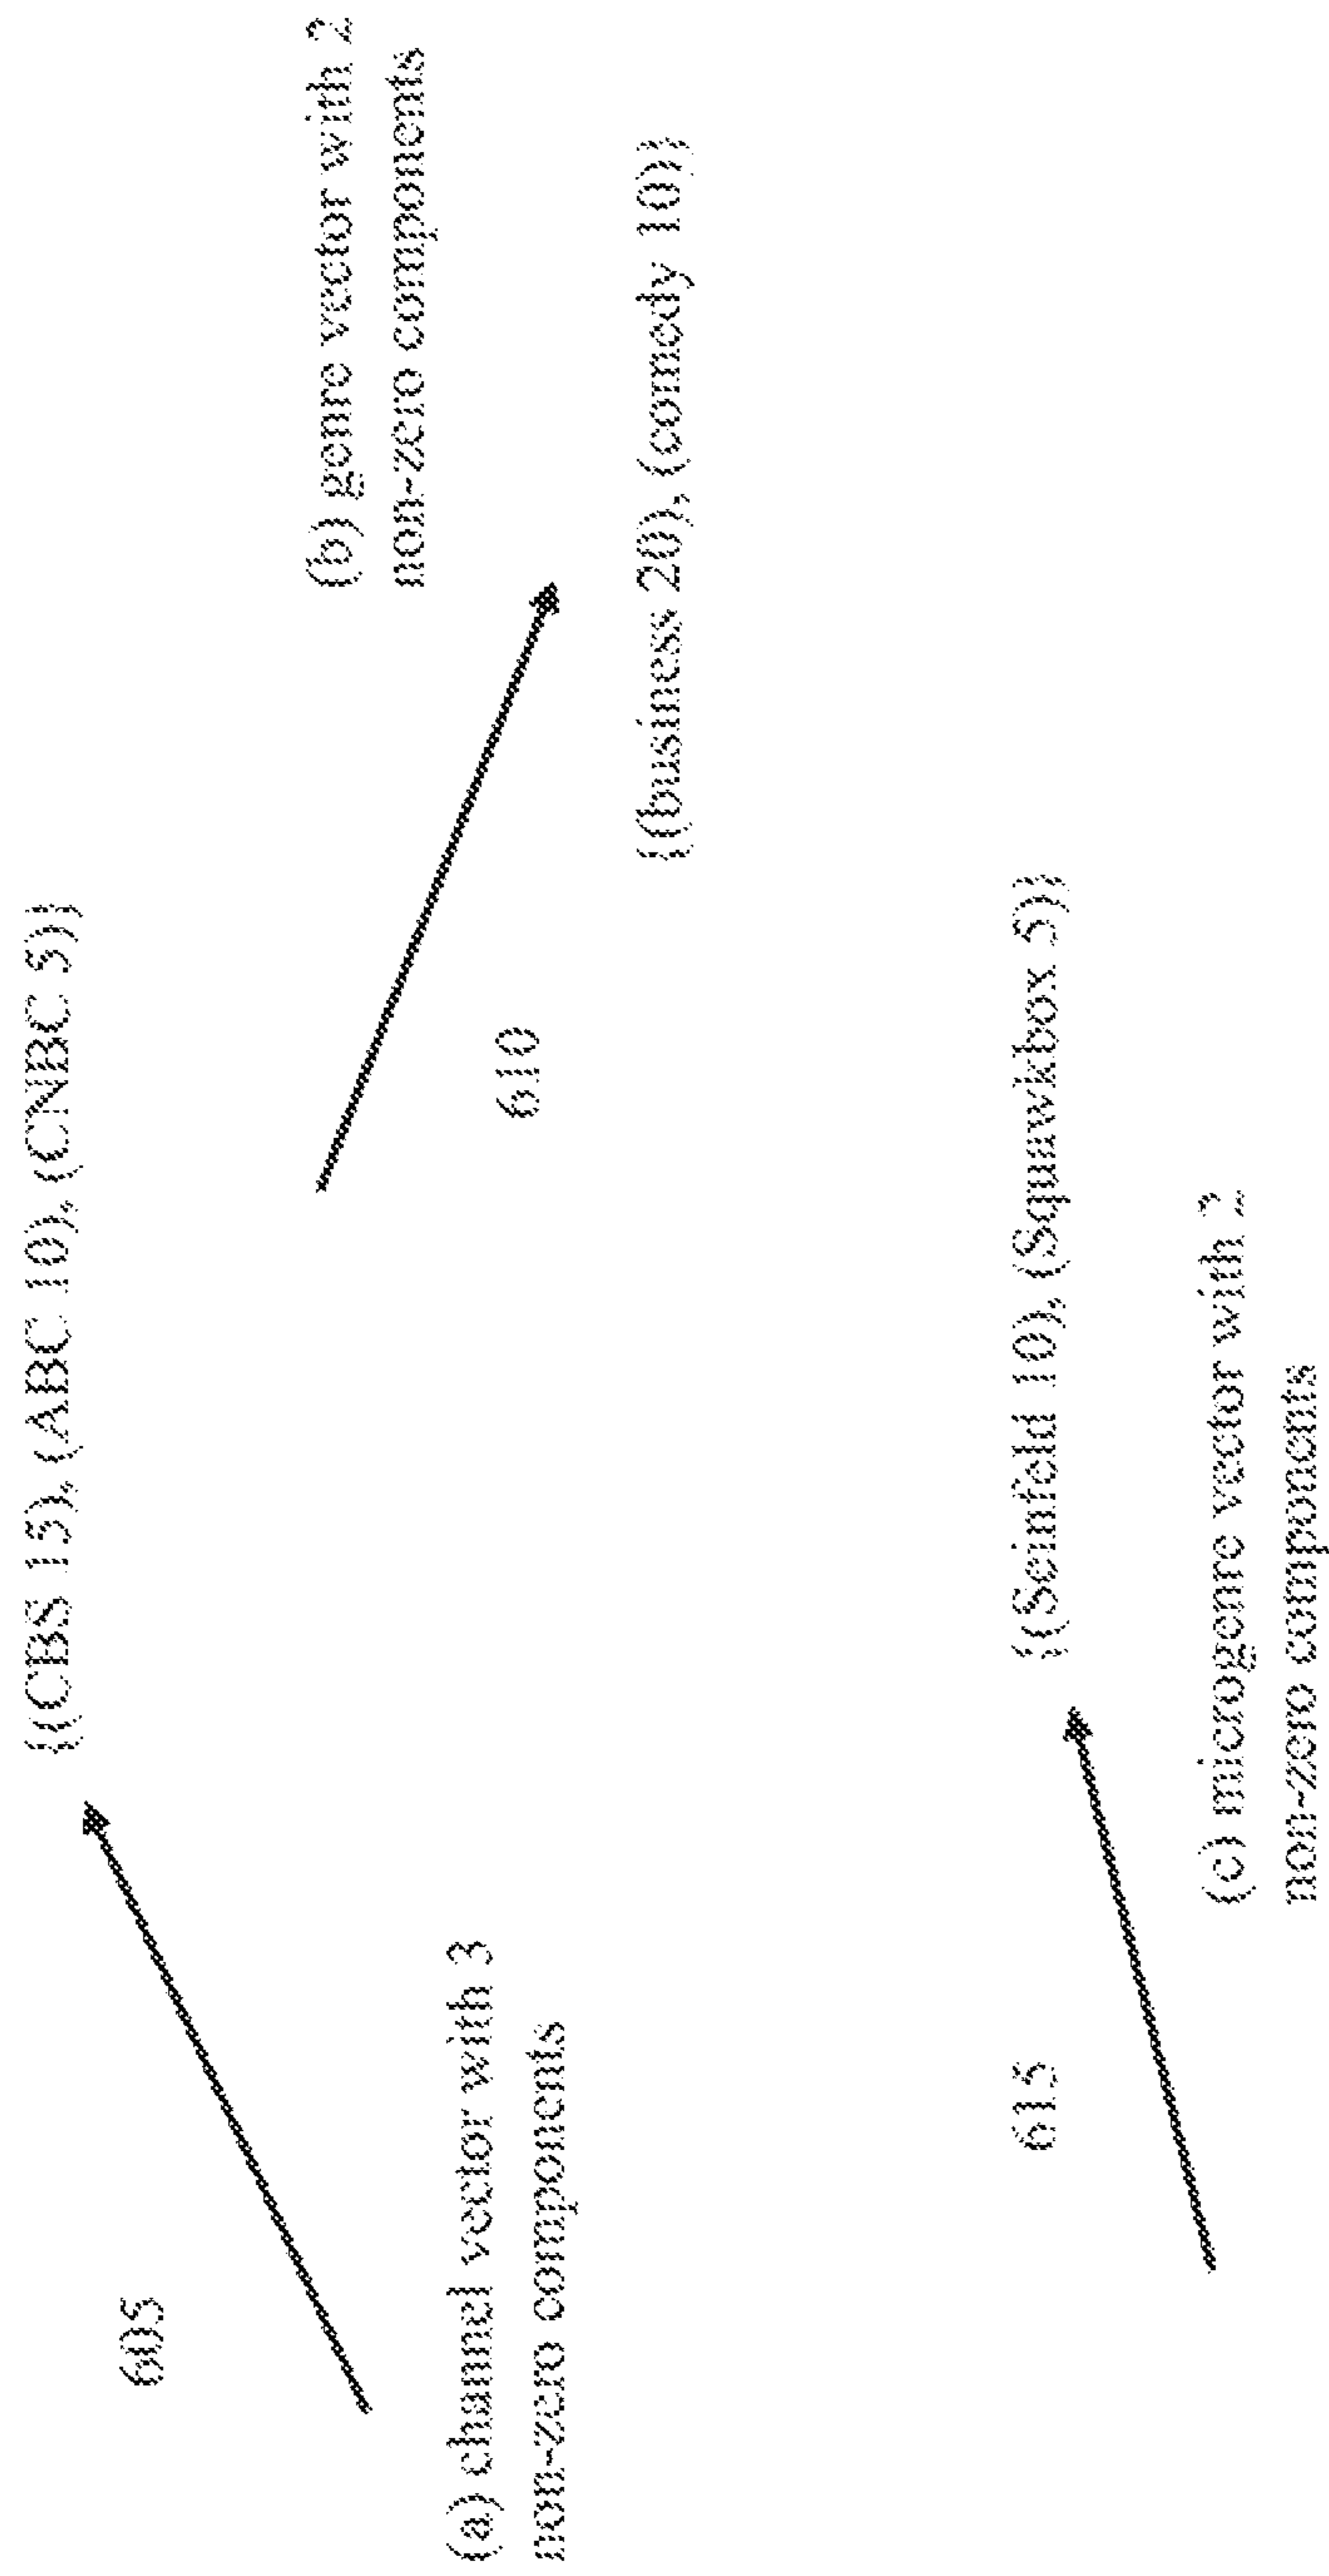 {(CBS 15), (ABC 10), (CNBC 5)}
605
(a) channel vector with 3
non-zero components
(b) genre vector with 2
non-zero components
610
{(business 20), (comedy 10)}
615
{(Seinfeld 10), (Squawkbox 5)}
(c) microgenre vector with 2
non-zero components